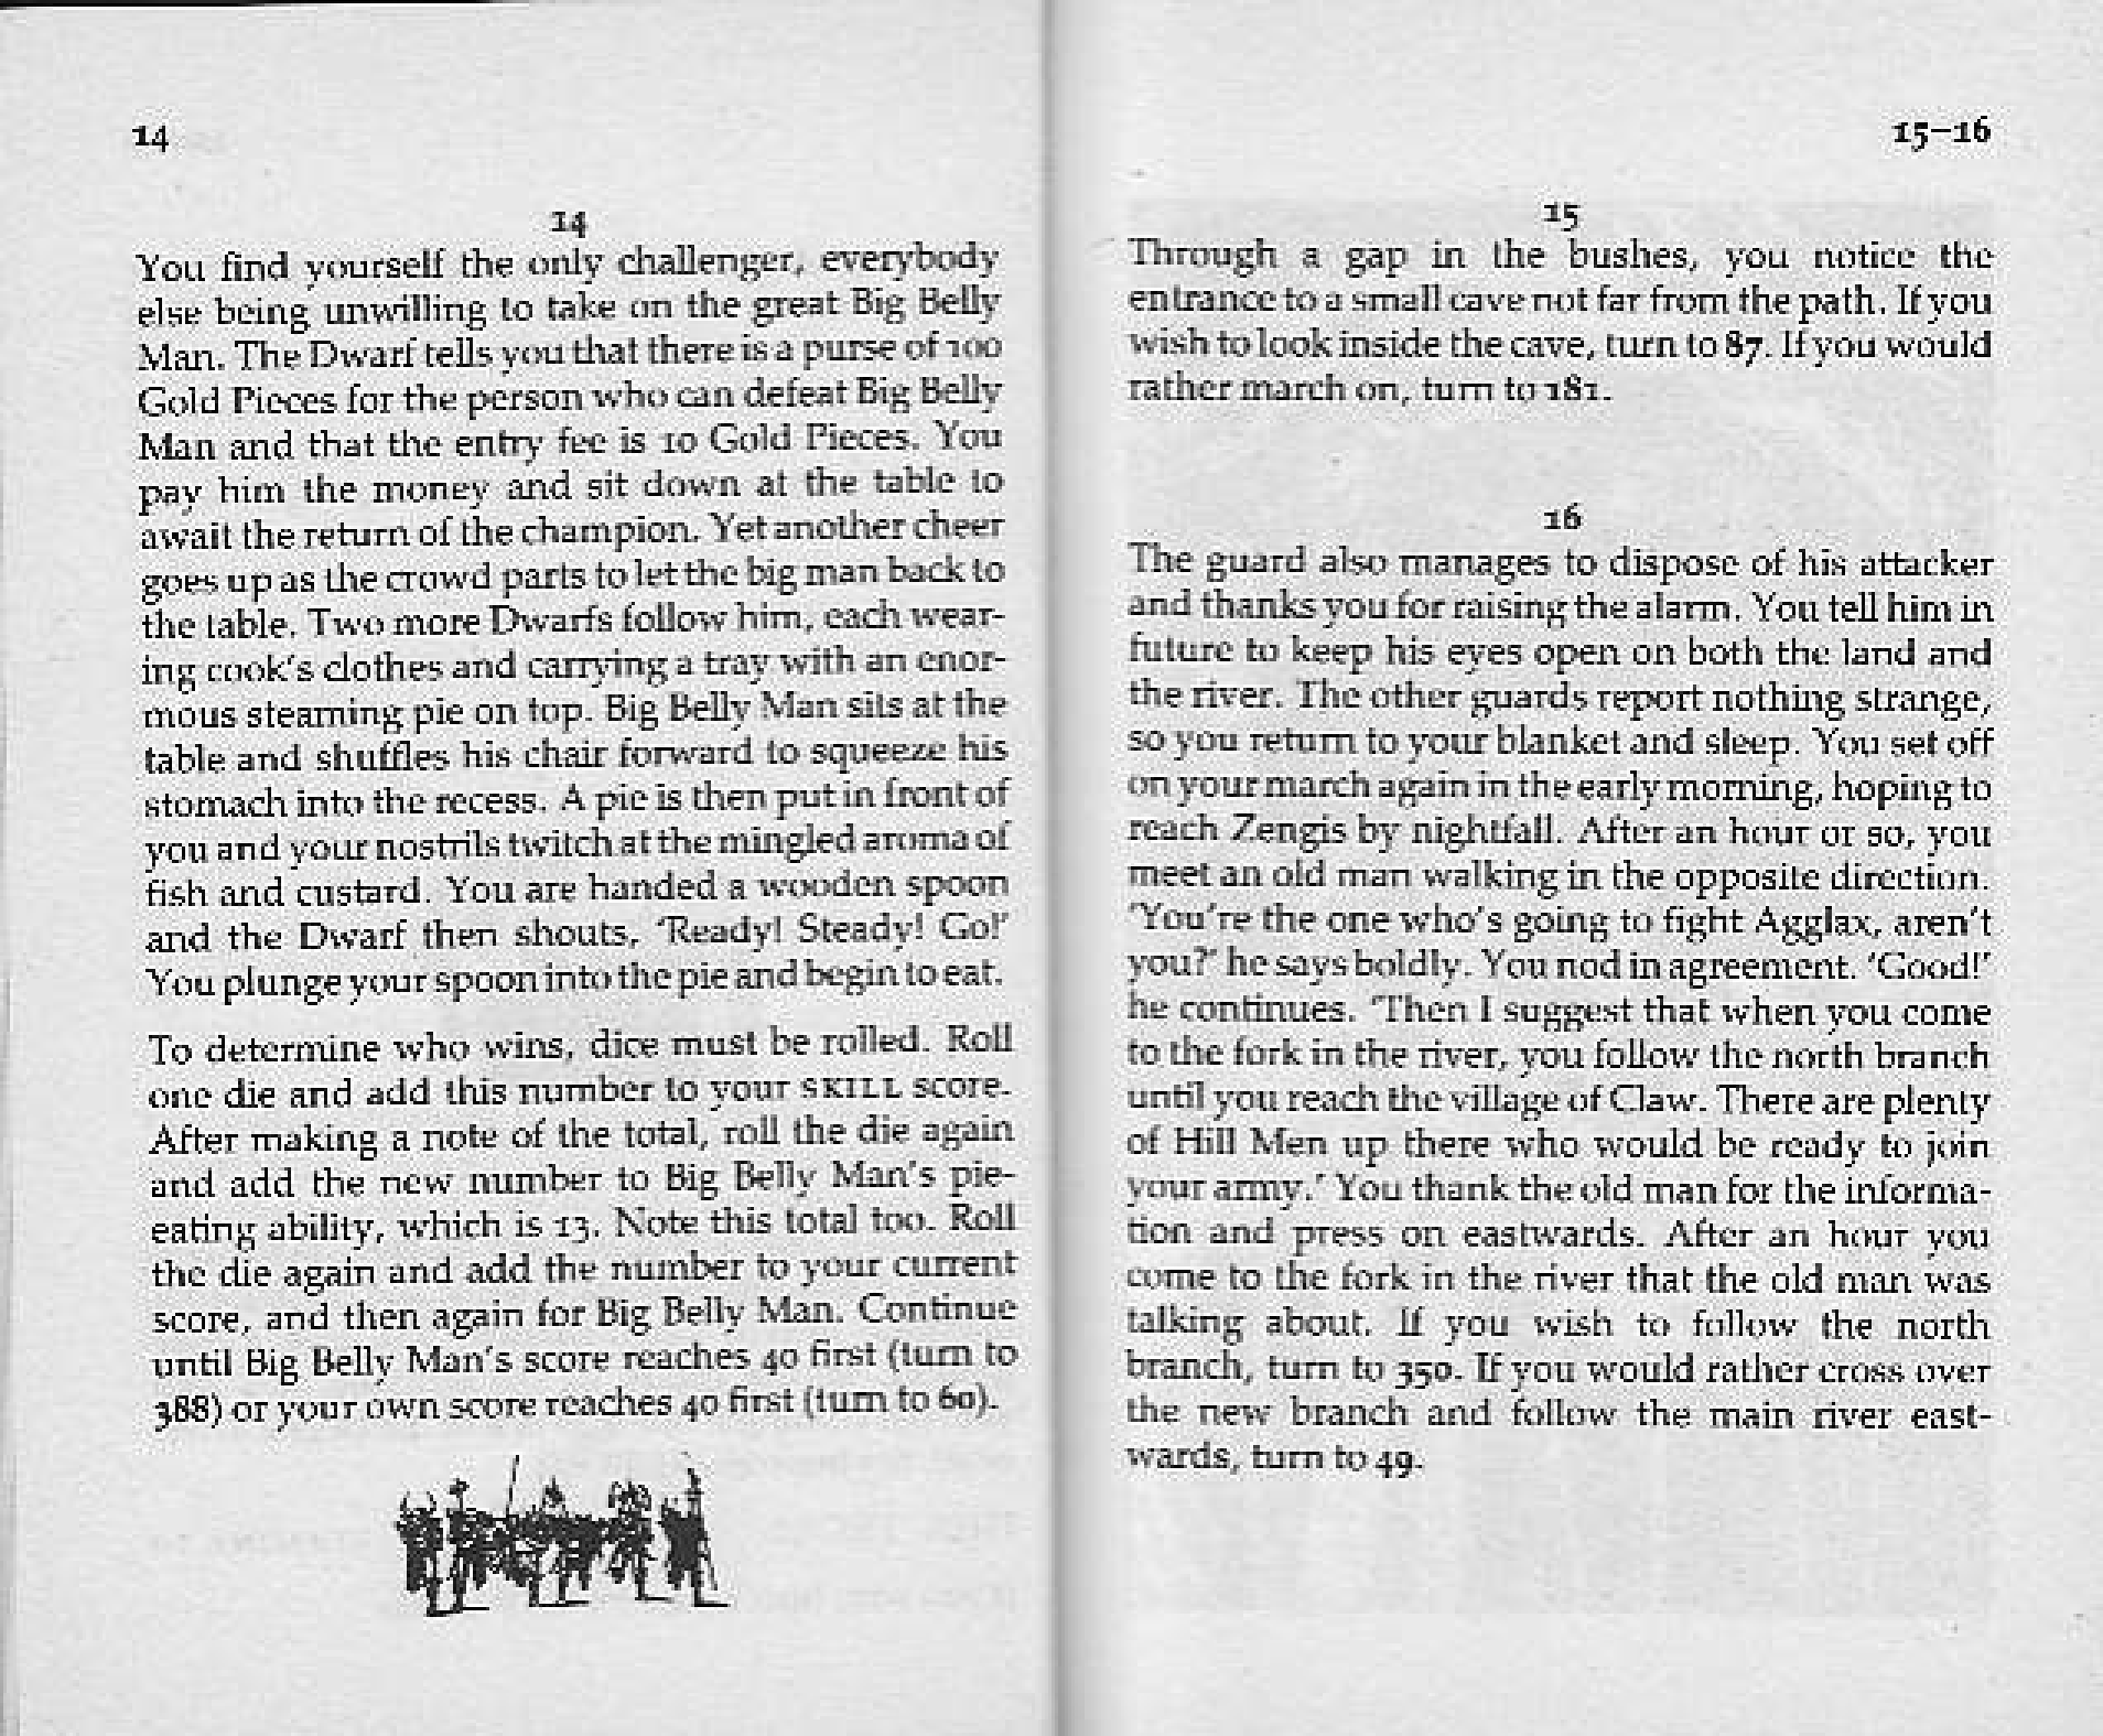 14
14
You find yourself the only challenger, everybody
else being unwilling to take on the great Big Belly
Man. The Dwarf tells you that there is a purse of 100
Gold Pieces for the person who can defeat Big Belly
Man and that the entry fee is 10 Gold Pieces. You
pay him the money and sit down at the table to
await the return of the champion. Yet another cheer
goes up as the crowd parts to let the big man back to
the table. Two more Dwarfs follow him, each wear-
ing cook's clothes and carrying a tray with an enor-
mous steaming pie on top. Big Belly Man sits at the
table and shuffles his chair forward to squeeze his
stomach into the recess. A pie is then put in front of
you and your nostrils twitch at the mingled aroma of
fish and custard. You are handed a wooden spoon
and the Dwarf then shouts, 'Ready! Steady! Go!'
You plunge your spoon into the pie and begin to eat.
To determine who wins, dice must be rolled. Roll
one die and add this number to your SKILL score.
After making a note of the total, roll the die again
and add the new number to Big Belly Man's pie-
eating ability, which is 13. Note this total too. Roll
the die again and add the number to your current
score, and then again for Big Belly Man. Continue
until Big Belly Man's score reaches 40 first (turn to
388) or your own score reaches 40 first (turn to 60).
15–16
15
Through a gap in the bushes, you notice the
entrance to a small cave not far from the path. If you
wish to look inside the cave, turn to 87. If you would
rather march on, turn to 181.
16
The guard also manages to dispose of his attacker
and thanks you for raising the alarm. You tell him in
future to keep his eyes open on both the land and
the river. The other guards report nothing strange,
so you return to your blanket and sleep. You set off
on your march again in the early morning, hoping to
reach Zengis by nightfall. After an hour or so, you
meet an old man walking in the opposite direction.
'You're the one who's going to fight Agglax, aren't
you?' he says boldly. You nod in agreement. 'Good!'
he continues. 'Then I suggest that when you come
to the fork in the river, you follow the north branch
until you reach the village of Claw. There are plenty
of Hill Men up there who would be ready to join
your army.' You thank the old man for the informa-
tion and press on eastwards. After an hour you
come to the fork in the river that the old man was
talking about. If you wish to follow the north
branch, turn to 350. If you would rather cross over
the new branch and follow the main river east-
wards, turn to 49.